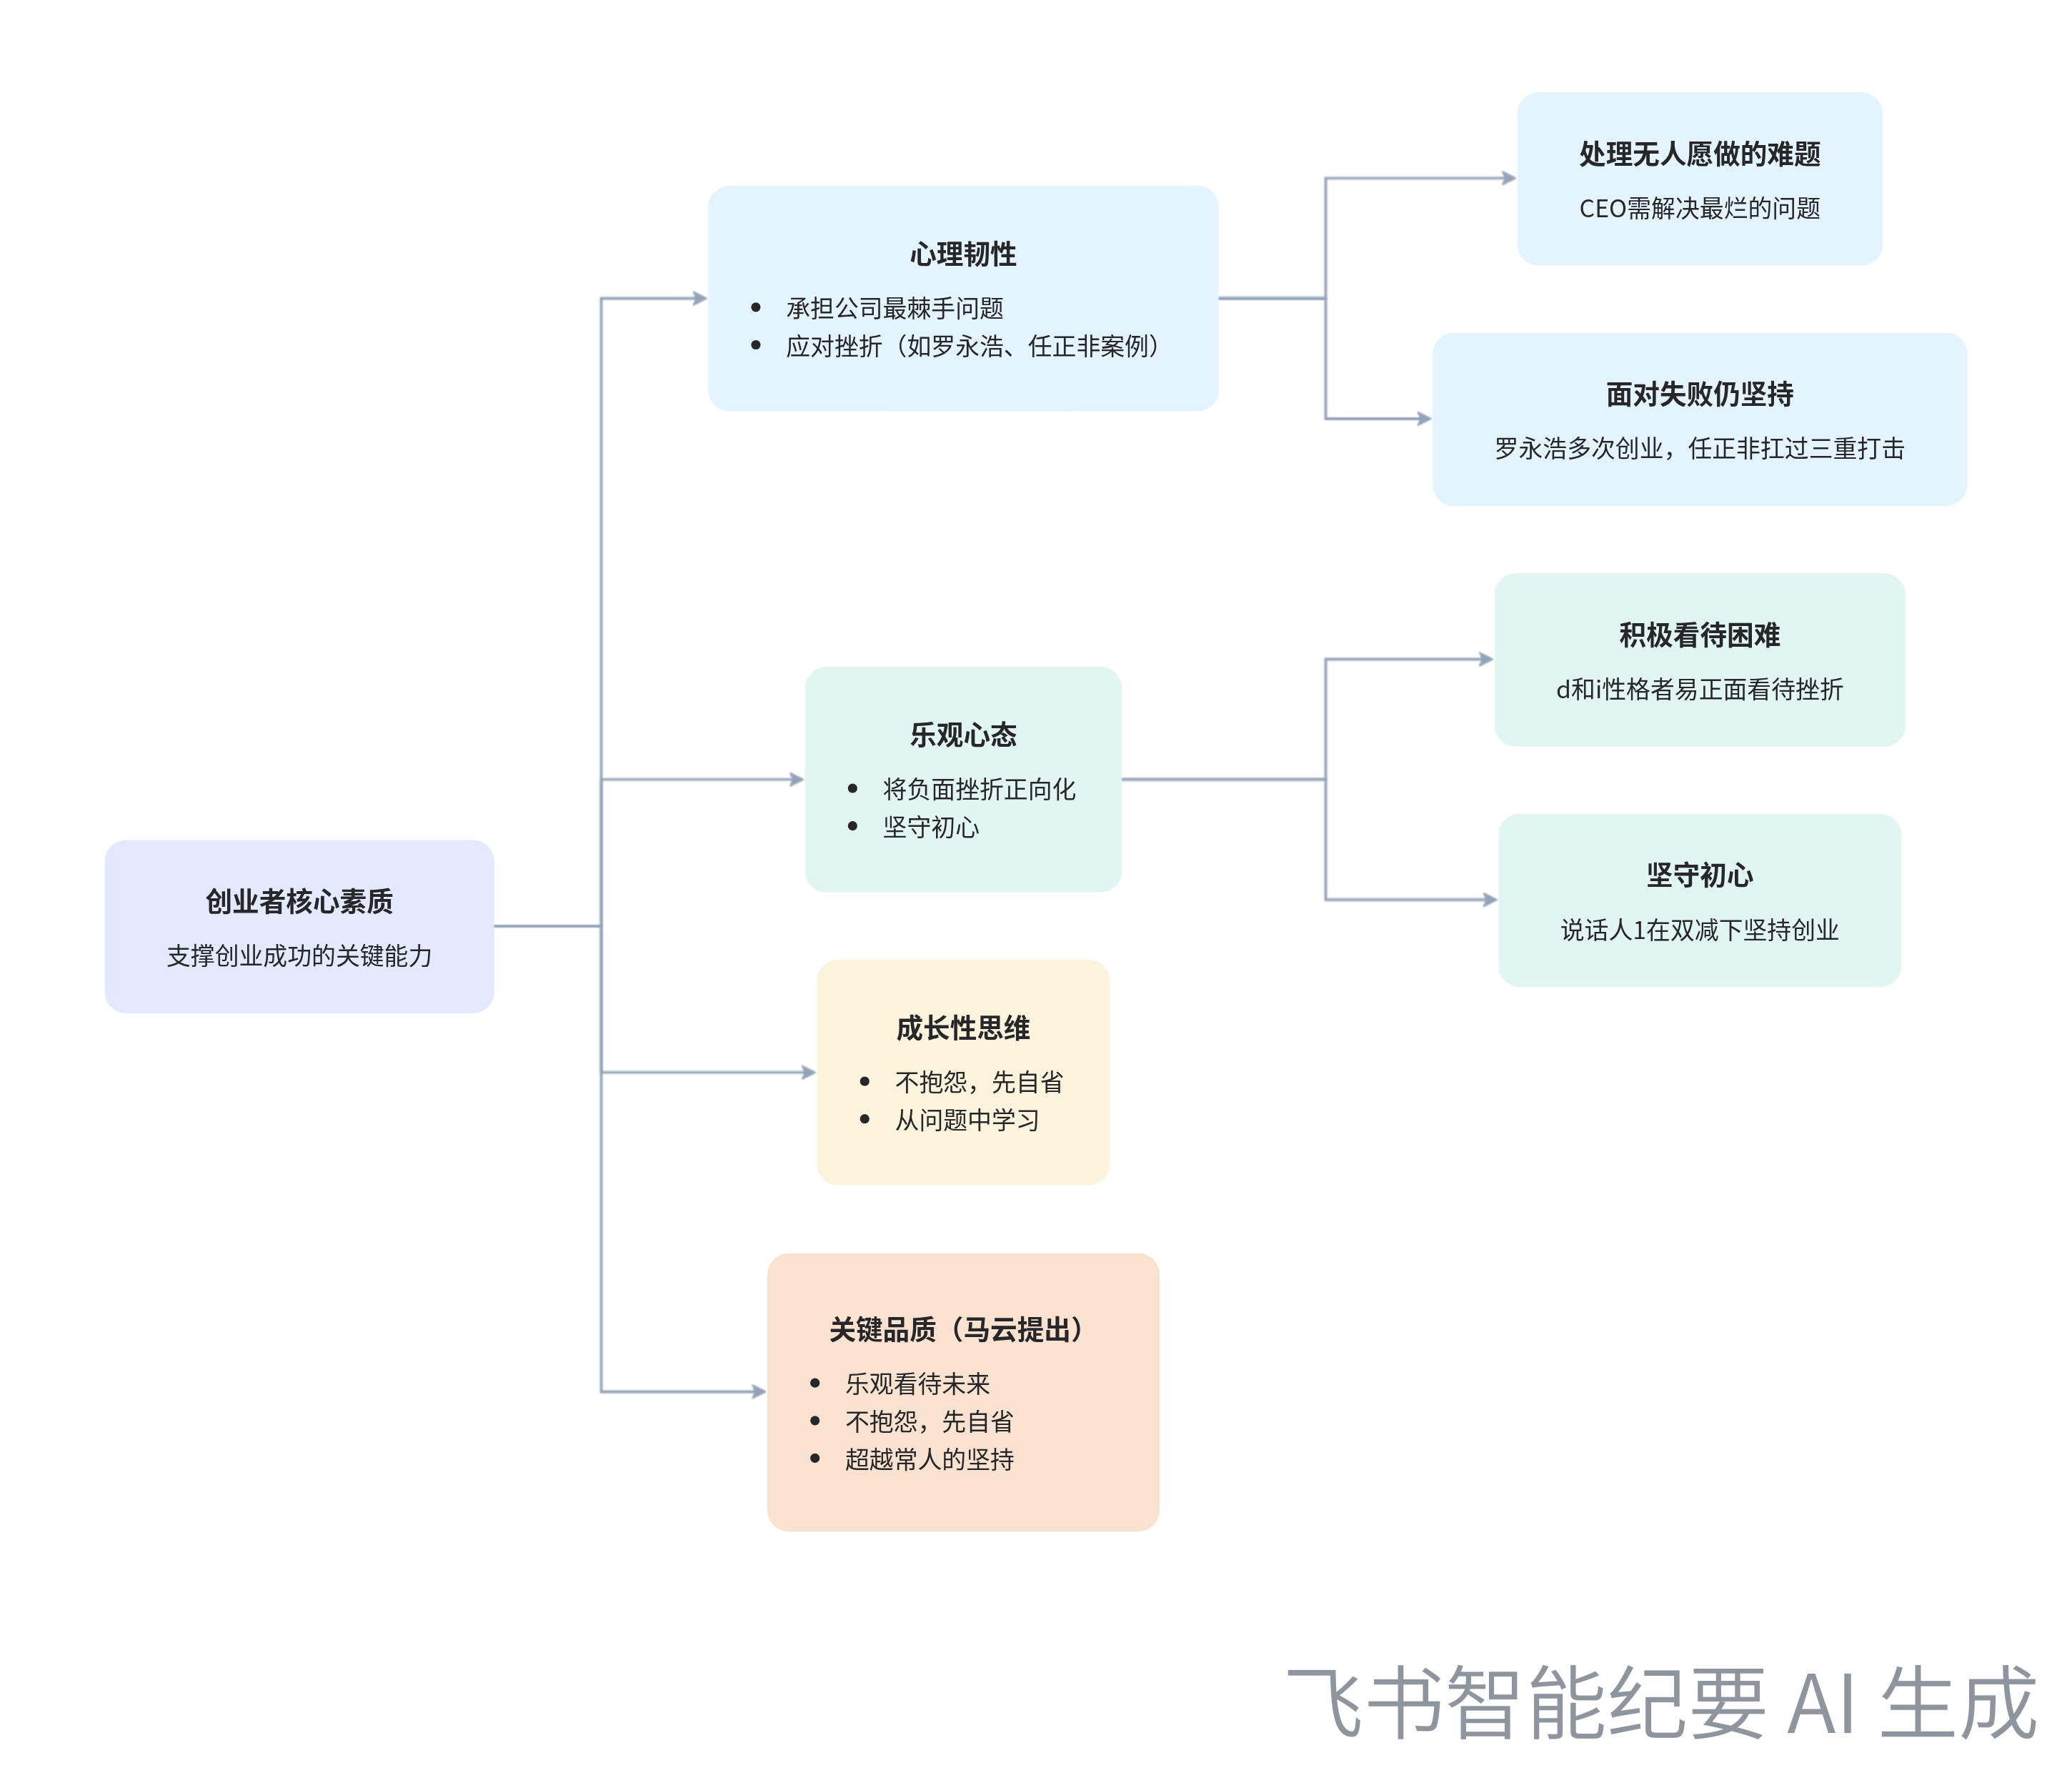 创业者核心素质
支撑创业成功的关键能力
心理韧性
• 承担公司最棘手问题
• 应对挫折（如罗永浩、任正非案例）
处理无人愿做的难题
CEO需解决最烂的问题
面对失败仍坚持
罗永浩多次创业，任正非扛过三重打击
乐观心态
• 将负面挫折正向化
• 坚守初心
积极看待困难
d和i性格者易正面看待挫折
坚守初心
说话人1在双减下坚持创业
成长性思维
• 不抱怨，先自省
• 从问题中学习
关键品质（马云提出）
• 乐观看待未来
• 不抱怨，先自省
• 超越常人的坚持
飞书智能纪要 AI 生成